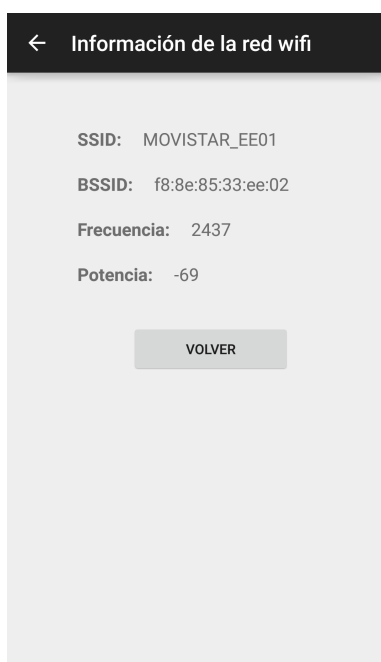 Información de la red wifi
SSID: MOVISTAR_EE01
BSSID: f8:8e:85:33:ee:02
Frecuencia: 2437
Potencia: -69
VOLVER